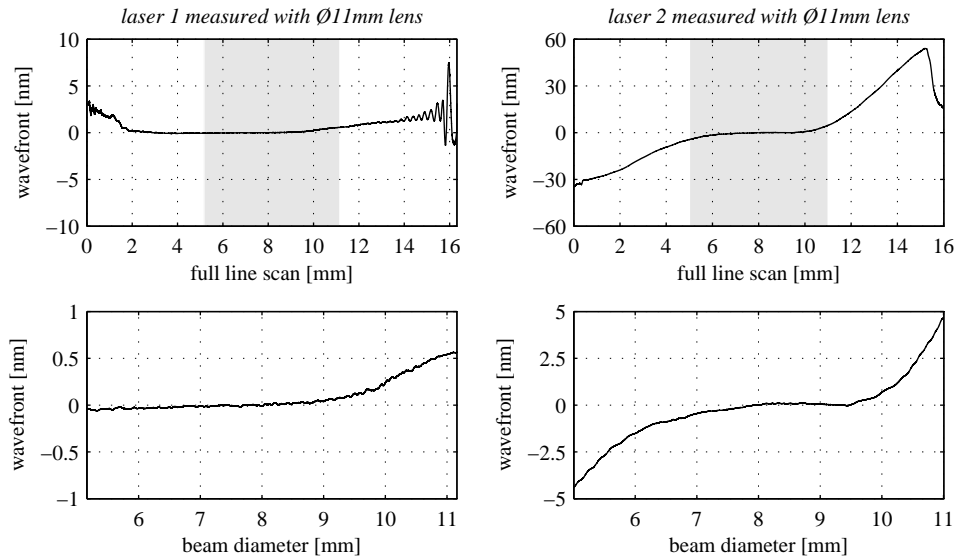 laser 1 measured with Ø11mm lens
10
5
0
−5
−10
wavefront [nm]
0 2 4 6 8 10 12 14 16
full line scan [mm]
laser 2 measured with Ø11mm lens
60
30
0
−30
−60
wavefront [nm]
0 2 4 6 8 10 12 14 16
full line scan [mm]
1
0.5
0
−0.5
−1
wavefront [nm]
6 7 8 9 10 11
beam diameter [mm]
5
2.5
0
−2.5
−5
wavefront [nm]
6 7 8 9 10 11
beam diameter [mm]